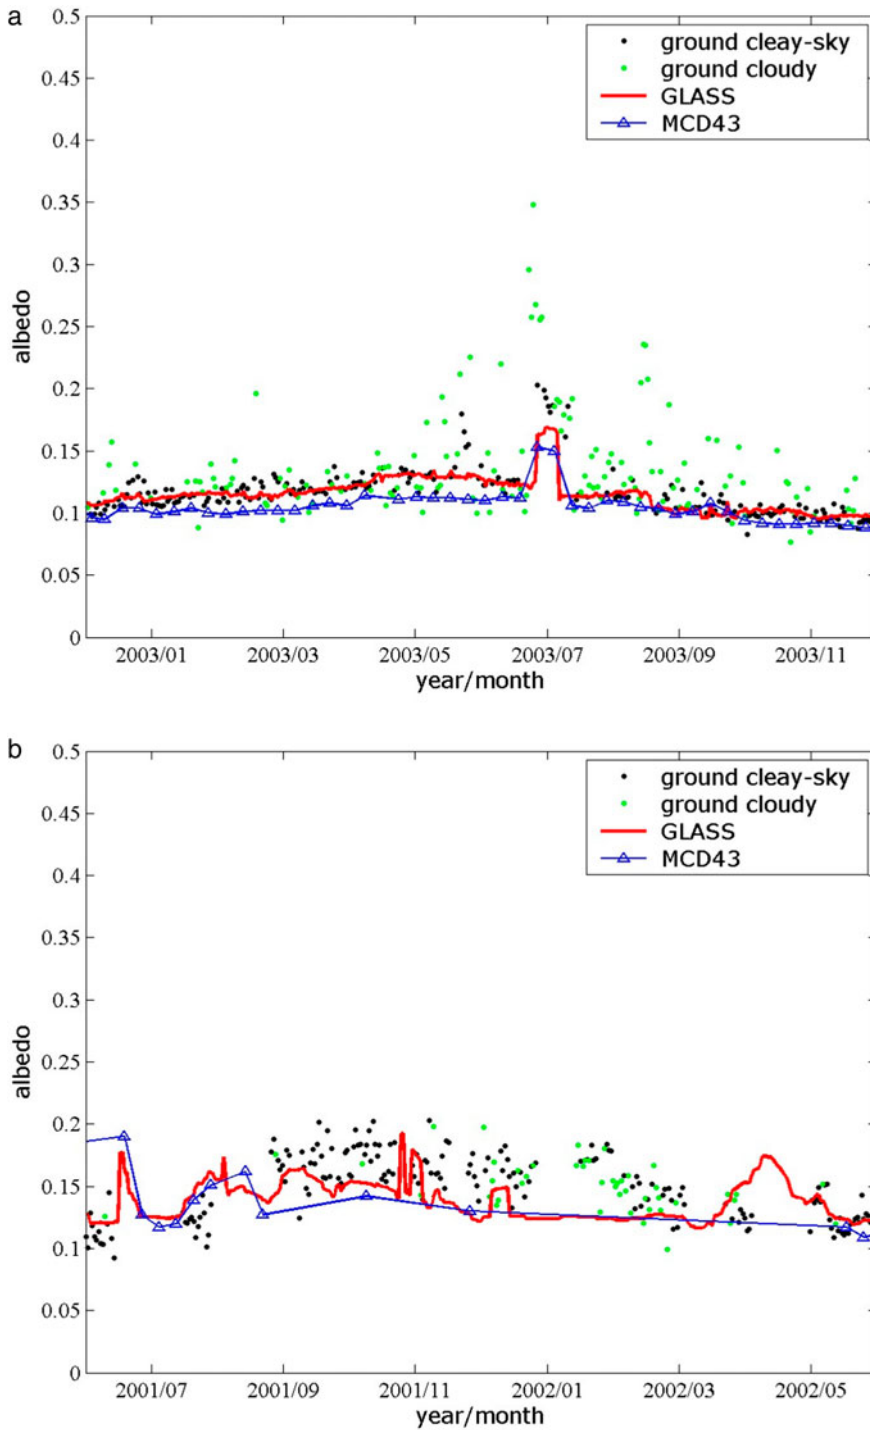 a
0.5
0.45
0.4
0.35
0.3
0.25
0.2
0.15
0.1
0.05
0
albedo
ground cleay-sky
ground cloudy
GLASS
MCD43
2003/01 2003/03 2003/05 2003/07 2003/09 2003/11
year/month
b
0.5
0.45
0.4
0.35
0.3
0.25
0.2
0.15
0.1
0.05
0
albedo
ground cleay-sky
ground cloudy
GLASS
MCD43
2001/07 2001/09 2001/11 2002/01 2002/03 2002/05
year/month